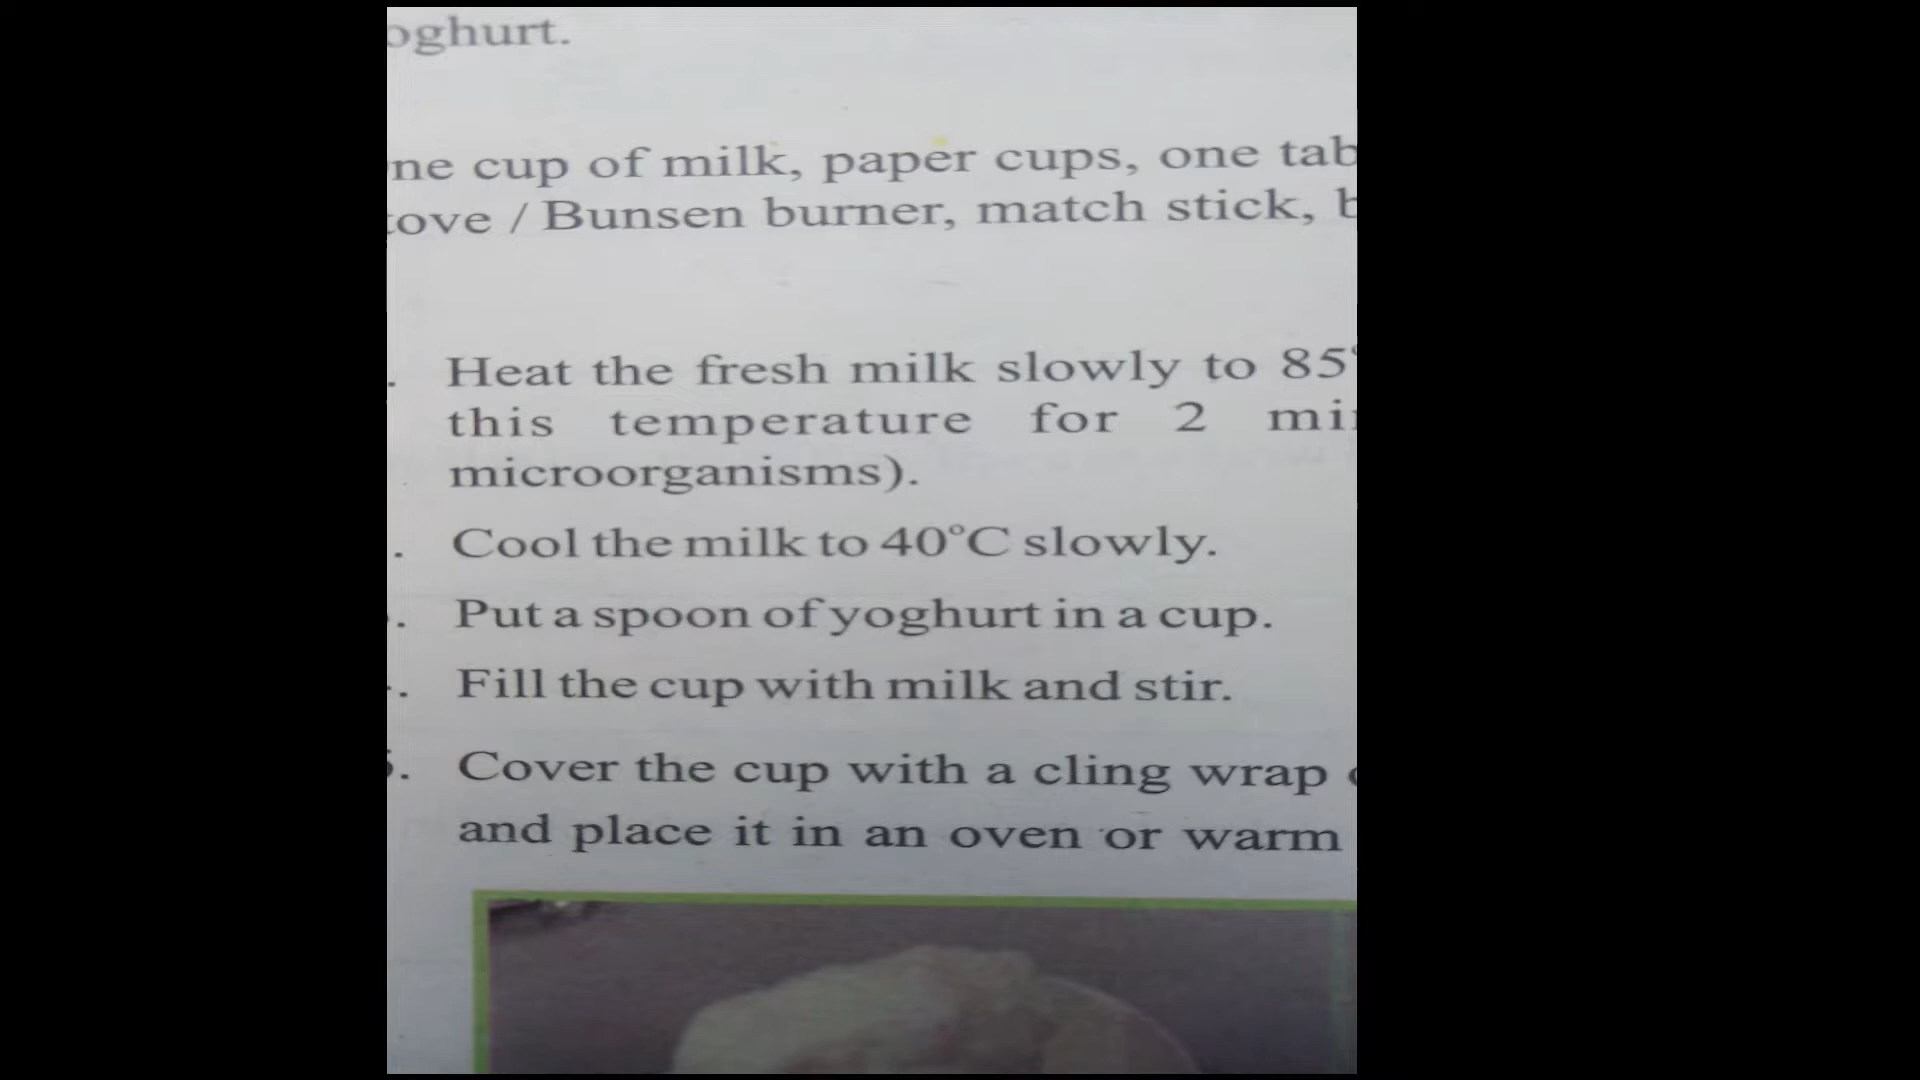 oghurt.
ne cup of milk, paper cups, one tab
ove / Bunsen burner, match stick, b
. Heat the fresh milk slowly to 85°
this temperature for 2 mi
microorganisms).
. Cool the milk to 40°C slowly.
. Put a spoon of yoghurt in a cup.
. Fill the cup with milk and stir.
5. Cover the cup with a cling wrap
and place it in an oven or warm